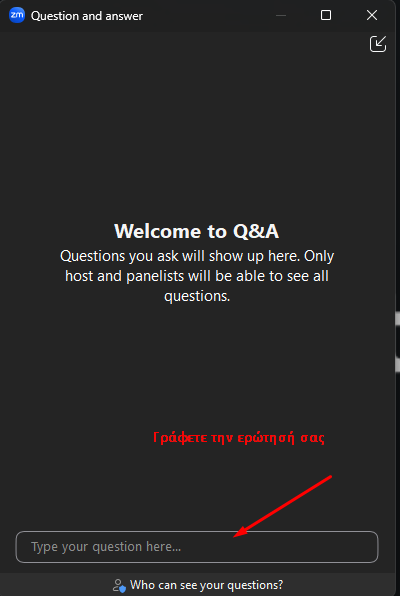 zm Question and answer
Welcome to Q&A
Questions you ask will show up here. Only
host and panelists will be able to see all
questions.
Γράφετε την ερώτησή σας
Type your question here...
Who can see your questions?